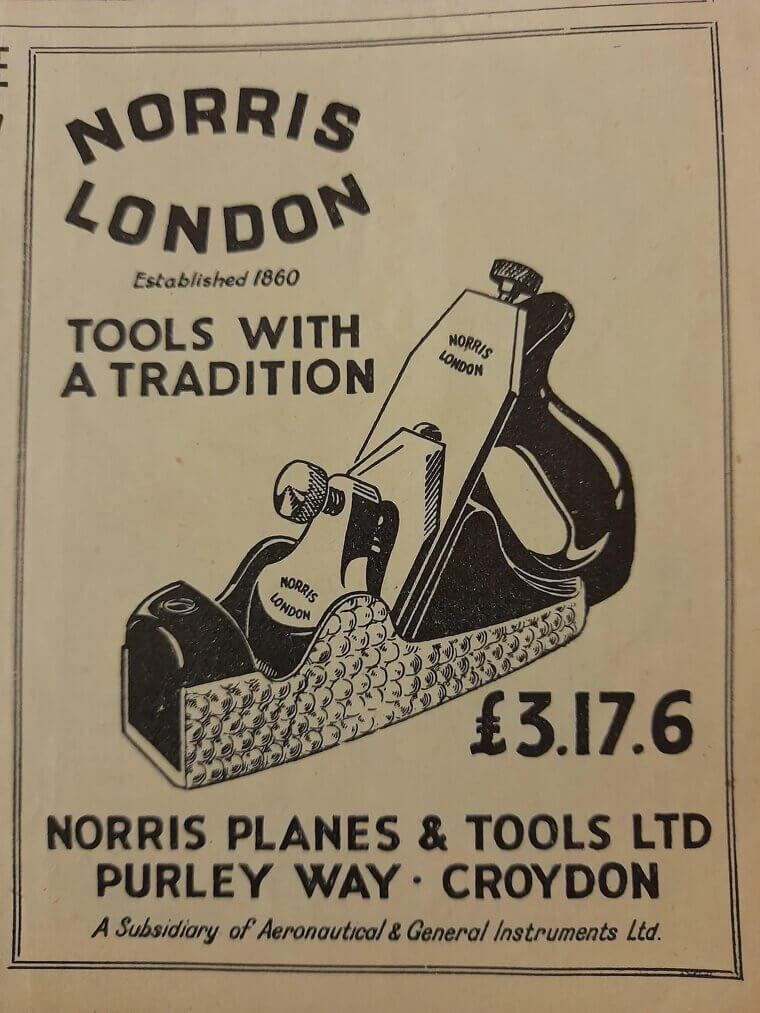 NORRIS
LONDON
Established 1860
TOOLS WITH
A TRADITION
NORRIS
LONDON
NORRIS
LONDON
£3.17.6
NORRIS PLANES & TOOLS LTD
PURLEY WAY · CROYDON
A Subsidiary of Aeronautical & General Instruments Ltd.